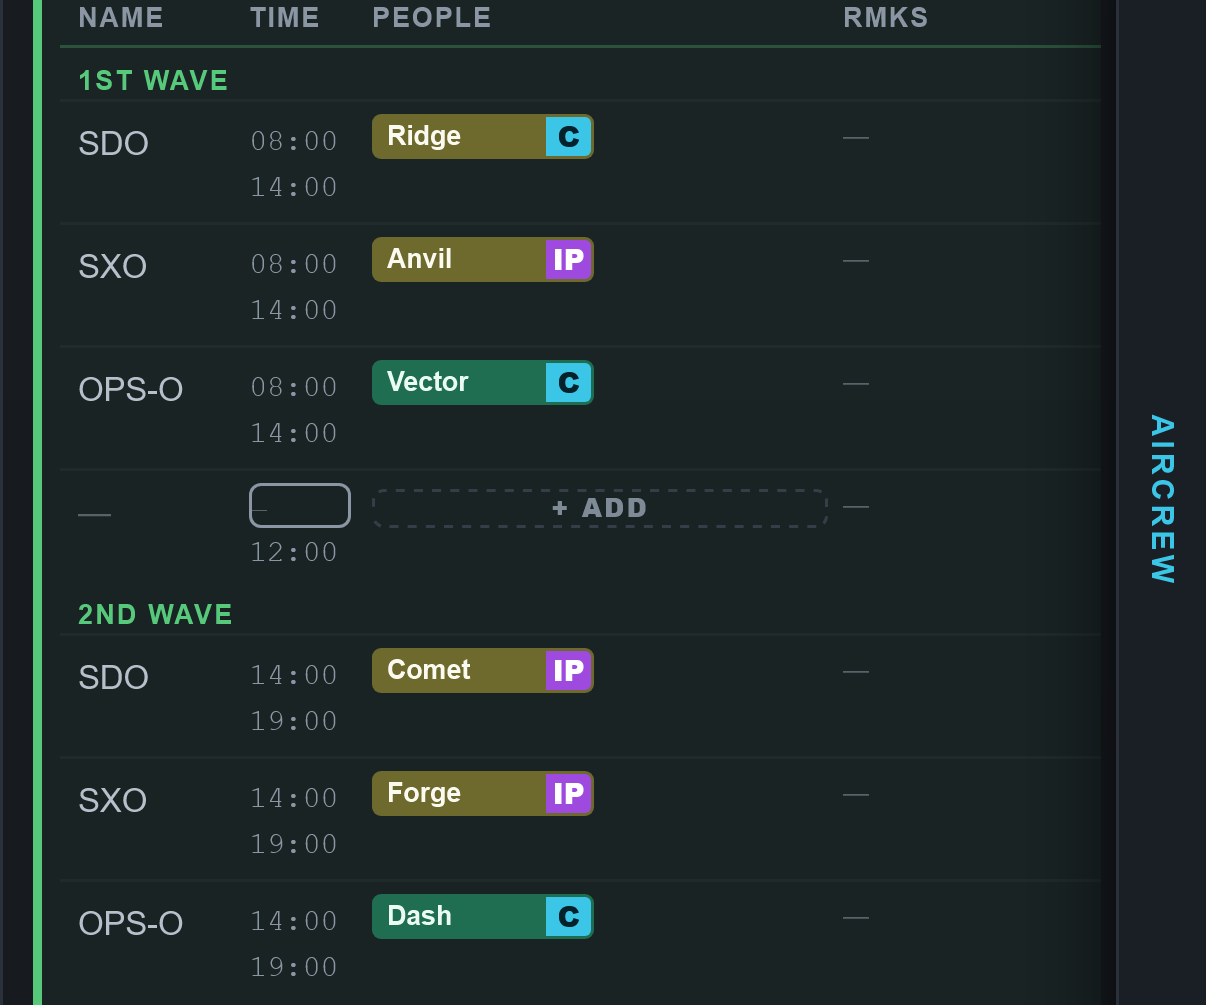 NAME TIME PEOPLE RMKS
1ST WAVE
SDO 08:00 Ridge C —
14:00
SXO 08:00 Anvil IP —
14:00
OPS-O 08:00 Vector C —
14:00
— — + ADD —
12:00
2ND WAVE
SDO 14:00 Comet IP —
19:00
SXO 14:00 Forge IP —
19:00
OPS-O 14:00 Dash C —
19:00
AIRCREW